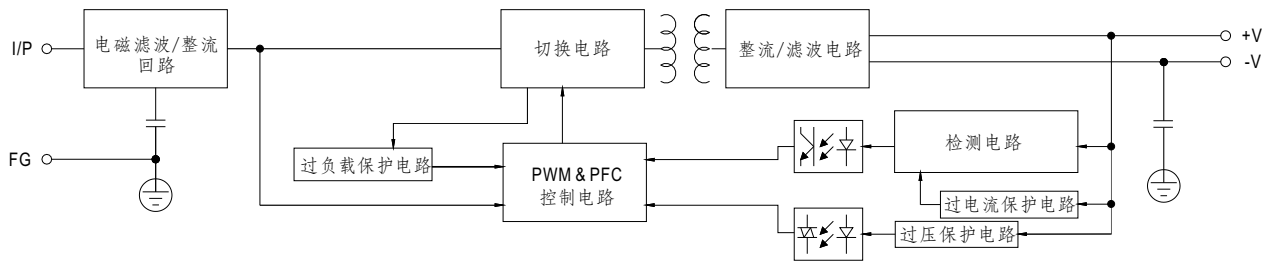 I/P
电磁滤波/整流
回路
切换电路
整流/滤波电路
+V
-V
FG
过负载保护电路
PWM & PFC
控制电路
检测电路
过电流保护电路
过压保护电路